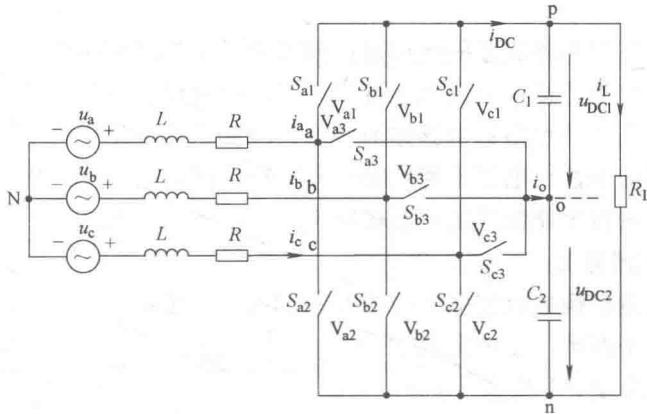 p
i_DC
S_a1 S_b1 S_c1
V_a1 V_b1 V_c1
C_1
u_DC1
i_L
u_a L R i_a a
V_a3
S_a3
− +
N
u_b L R i_b b
V_b3
S_b3
i_o
o
R_L
− +
u_c L R i_c c
V_c3
S_c3
− +
S_a2 S_b2 S_c2
V_a2 V_b2 V_c2
C_2
u_DC2
n